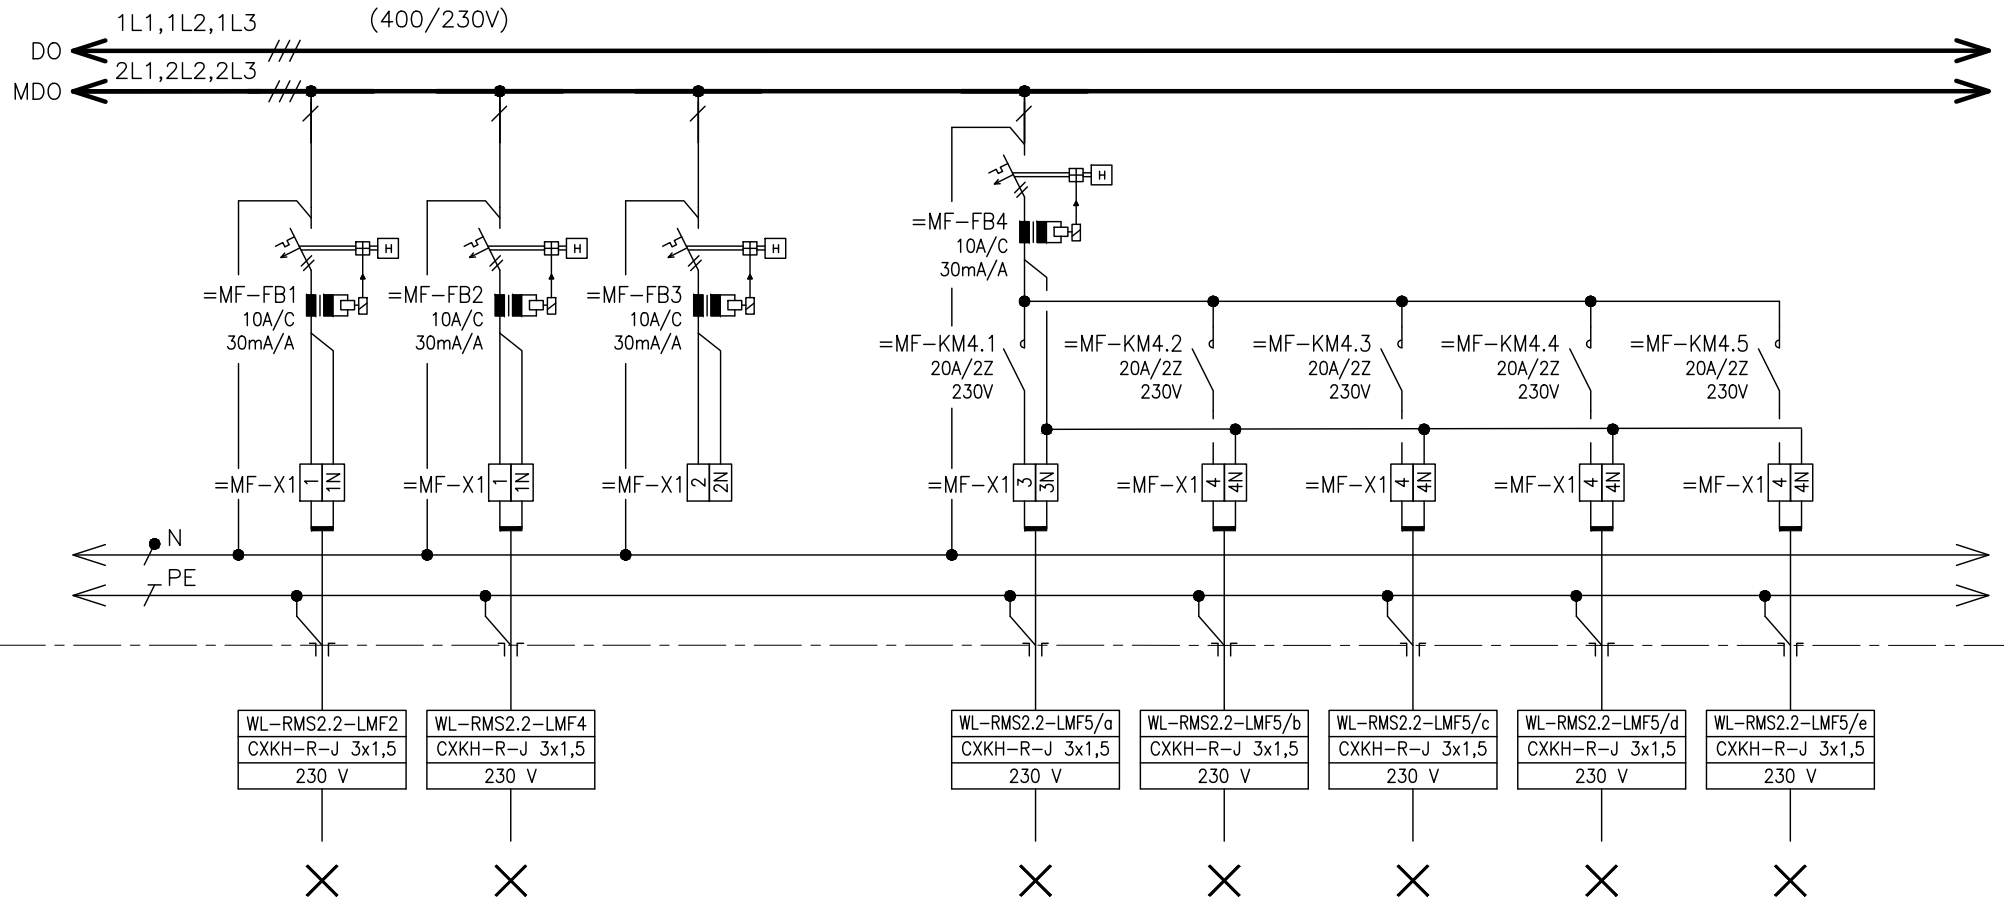 1L1,1L2,1L3
(400/230V)
DO
2L1,2L2,2L3
MDO
=MF-FB1
10A/C
30mA/A
H
=MF-FB2
10A/C
30mA/A
H
=MF-FB3
10A/C
30mA/A
H
=MF-FB4
10A/C
30mA/A
H
=MF-KM4.1
20A/2Z
230V
=MF-KM4.2
20A/2Z
230V
=MF-KM4.3
20A/2Z
230V
=MF-KM4.4
20A/2Z
230V
=MF-KM4.5
20A/2Z
230V
=MF-X1 1 1N
=MF-X1 1 1N
=MF-X1 2 2N
=MF-X1 3 3N
=MF-X1 4 4N
=MF-X1 4 4N
=MF-X1 4 4N
=MF-X1 4 4N
N
PE
WL-RMS2.2-LMF2
CXKH-R-J 3x1,5
230 V
WL-RMS2.2-LMF4
CXKH-R-J 3x1,5
230 V
WL-RMS2.2-LMF5/a
CXKH-R-J 3x1,5
230 V
WL-RMS2.2-LMF5/b
CXKH-R-J 3x1,5
230 V
WL-RMS2.2-LMF5/c
CXKH-R-J 3x1,5
230 V
WL-RMS2.2-LMF5/d
CXKH-R-J 3x1,5
230 V
WL-RMS2.2-LMF5/e
CXKH-R-J 3x1,5
230 V